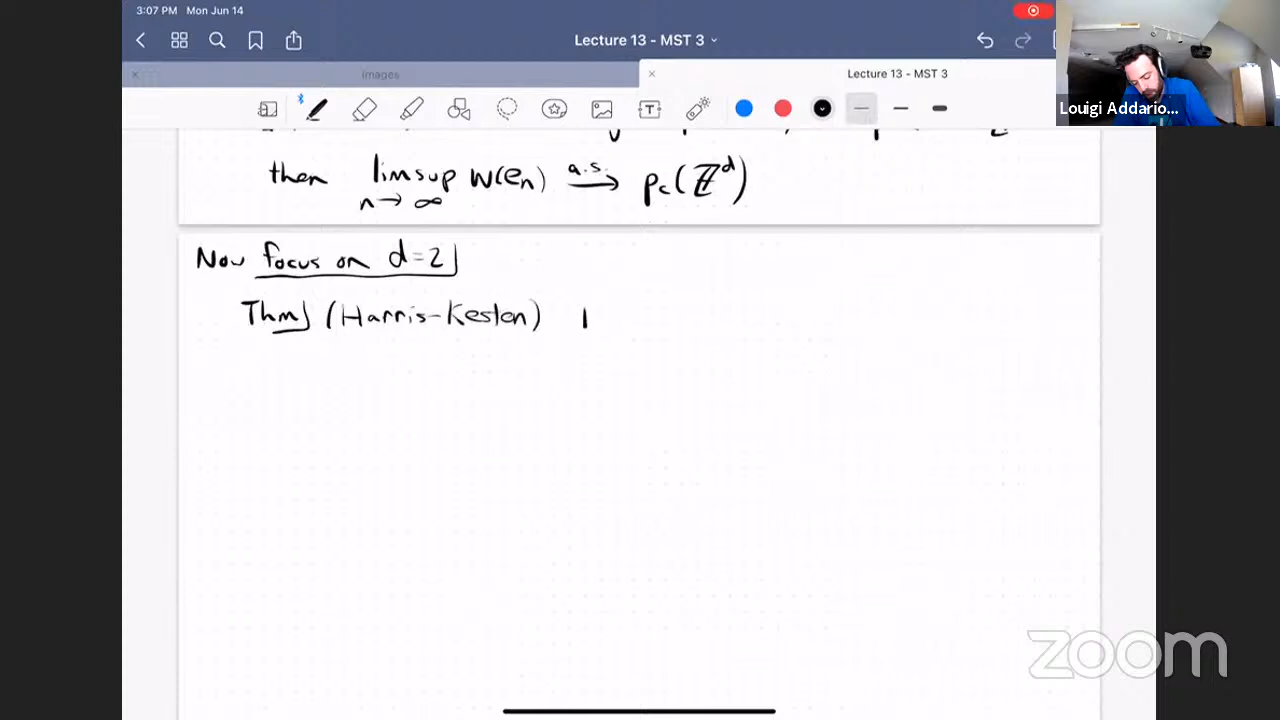 3:07 PM Mon Jun 14
Lecture 13 - MST 3
Images
Lecture 13 - MST 3
Louigi Addario...
then limsup W(en) a.s. → pc(ℤ^d)
n → ∞
Now focus on d=2
Thm (Harris-Kesten)
zoom